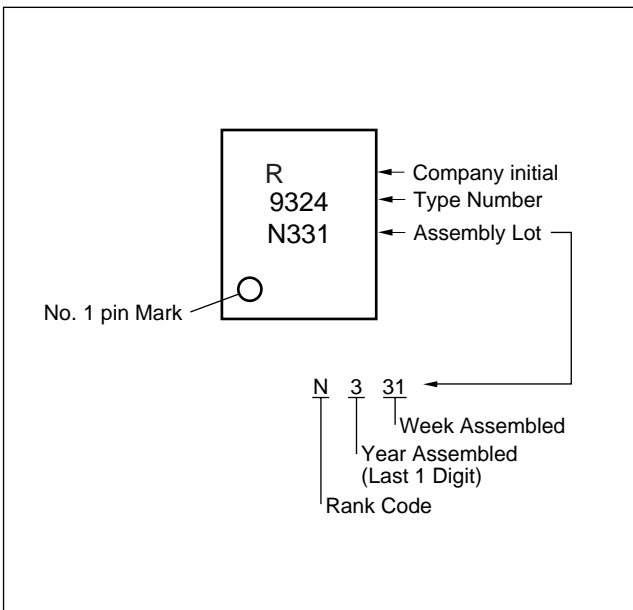 R
9324
N331
Company initial
Type Number
Assembly Lot
No. 1 pin Mark
N 3 31
Week Assembled
Year Assembled
(Last 1 Digit)
Rank Code